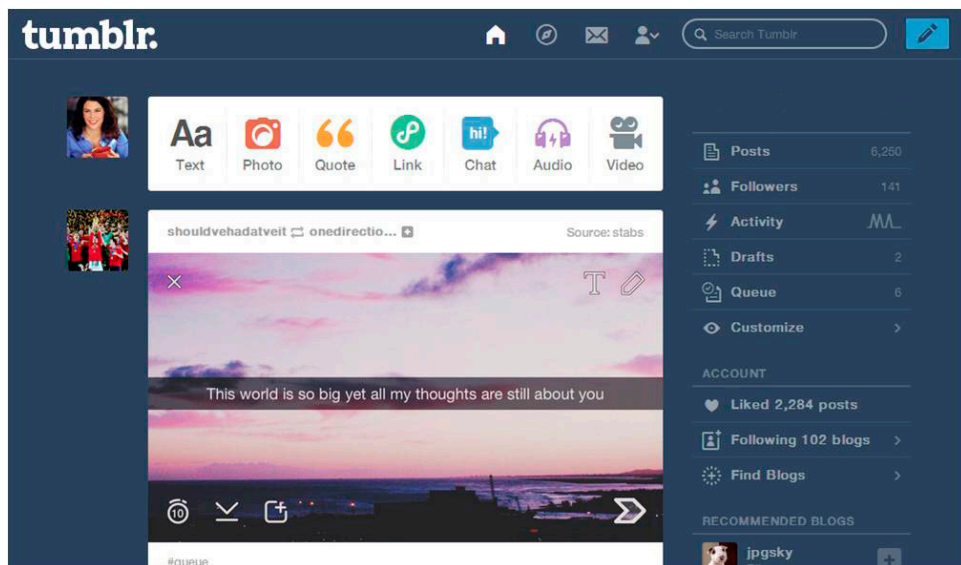 tumblr.
Search Tumblr
Aa
hi!
Text Photo Quote Link Chat Audio Video
shouldvehadatveit onedirectio...
Source: stabs
T
This world is so big yet all my thoughts are still about you
10
#queue
Posts 6,250
Followers 141
Activity
Drafts 2
Queue 6
Customize
ACCOUNT
Liked 2,284 posts
Following 102 blogs
Find Blogs
RECOMMENDED BLOGS
jpgsky